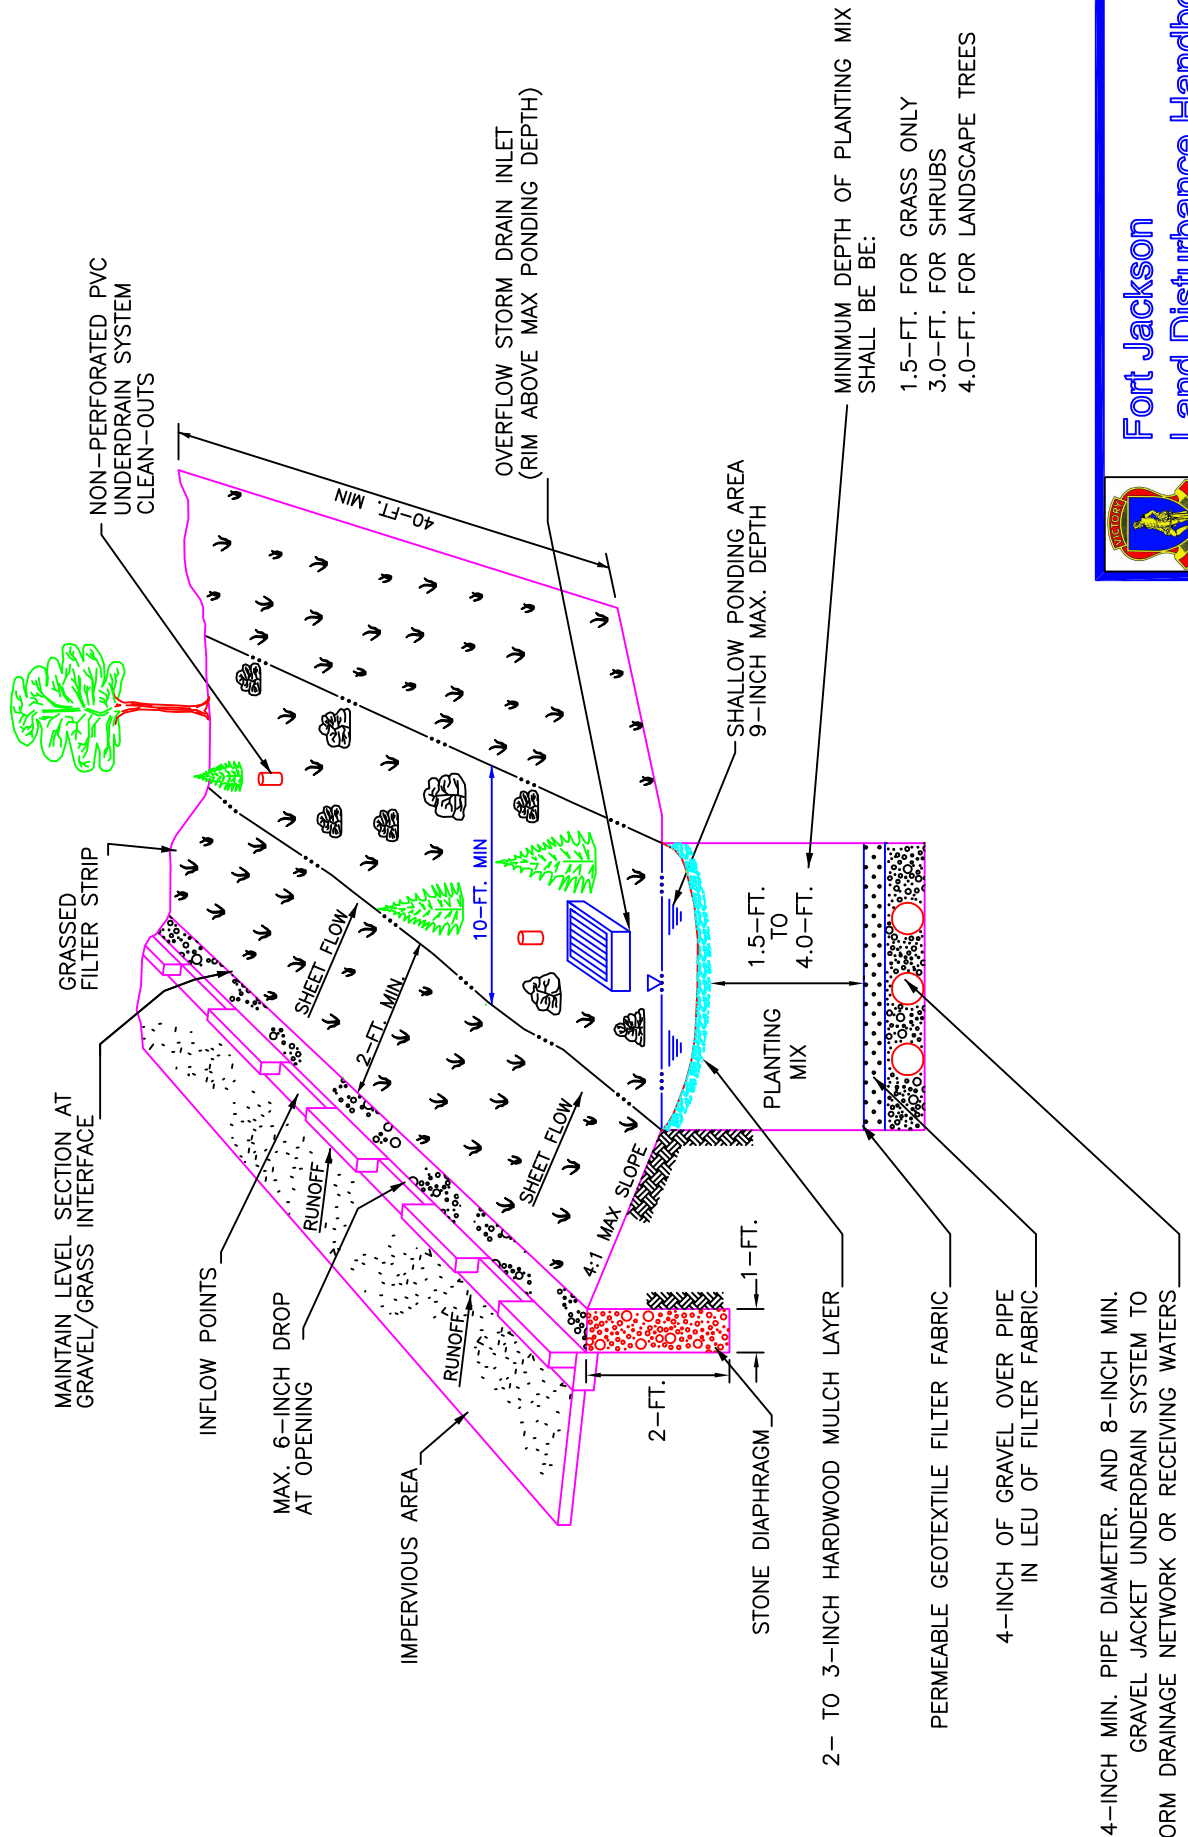 MAINTAIN LEVEL SECTION AT
GRAVEL/GRASS INTERFACE
GRASSED
FILTER STRIP
NON-PERFORATED PVC
UNDERDRAIN SYSTEM
CLEAN-OUTS
INFLOW POINTS
MAX. 6-INCH DROP
AT OPENING
IMPERVIOUS AREA
RUNOFF
RUNOFF
SHEET FLOW
SHEET FLOW
2-FT. MIN.
10-FT. MIN
40-FT. MIN
4:1 MAX SLOPE
OVERFLOW STORM DRAIN INLET
(RIM ABOVE MAX PONDING DEPTH)
SHALLOW PONDING AREA
9-INCH MAX. DEPTH
2-FT.
1-FT.
STONE DIAPHRAGM
PLANTING
MIX
1.5-FT.
TO
4.0-FT.
MINIMUM DEPTH OF PLANTING MIX
SHALL BE BE:
1.5-FT. FOR GRASS ONLY
3.0-FT. FOR SHRUBS
4.0-FT. FOR LANDSCAPE TREES
2- TO 3-INCH HARDWOOD MULCH LAYER
PERMEABLE GEOTEXTILE FILTER FABRIC
4-INCH OF GRAVEL OVER PIPE
IN LEU OF FILTER FABRIC
4-INCH MIN. PIPE DIAMETER. AND 8-INCH MIN.
GRAVEL JACKET UNDERDRAIN SYSTEM TO
ORM DRAINAGE NETWORK OR RECEIVING WATERS
VICTORY
Fort Jackson
Land Disturbance Handbo